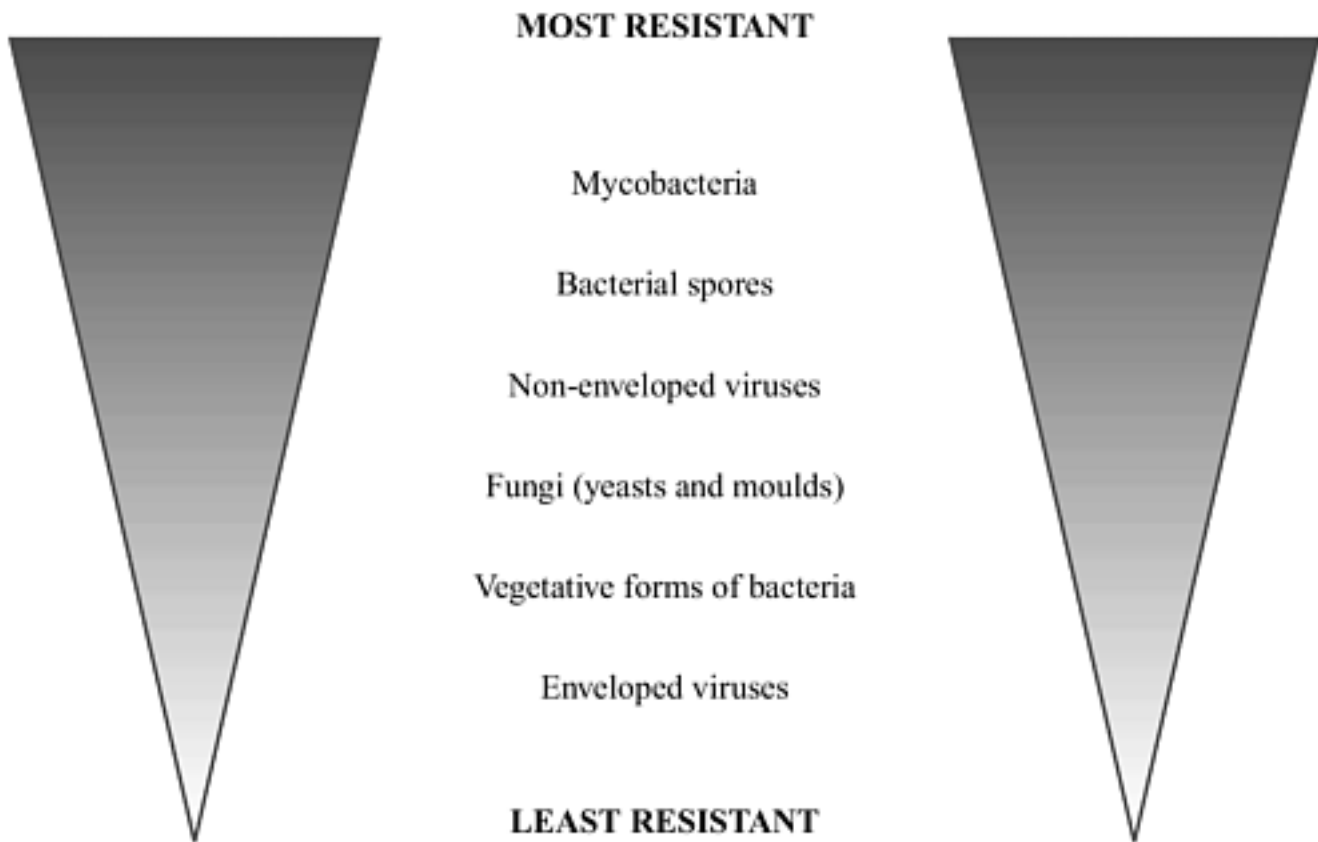 MOST RESISTANT
Mycobacteria
Bacterial spores
Non-enveloped viruses
Fungi (yeasts and moulds)
Vegetative forms of bacteria
Enveloped viruses
LEAST RESISTANT